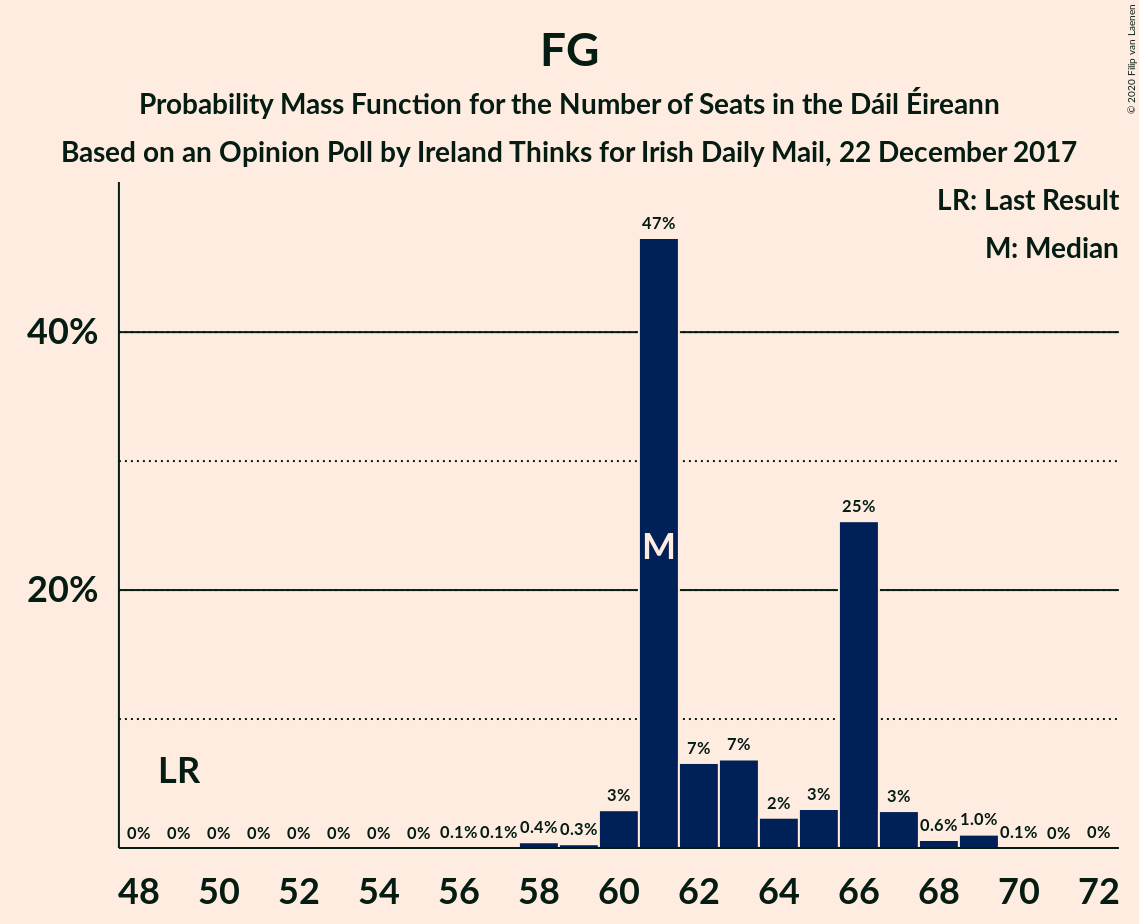 FG
Probability Mass Function for the Number of Seats in the Dáil Éireann
Based on an Opinion Poll by Ireland Thinks for Irish Daily Mail, 22 December 2017
© 2020 Filip van Laenen
LR: Last Result
M: Median
47%
40%
25%
M
20%
LR
7%
7%
3%
2%
3%
3%
0% 0% 0% 0% 0% 0% 0% 0% 0.1% 0.1% 0.4% 0.3% 0.6% 1.0% 0.1% 0% 0%
48 50 52 54 56 58 60 62 64 66 68 70 72